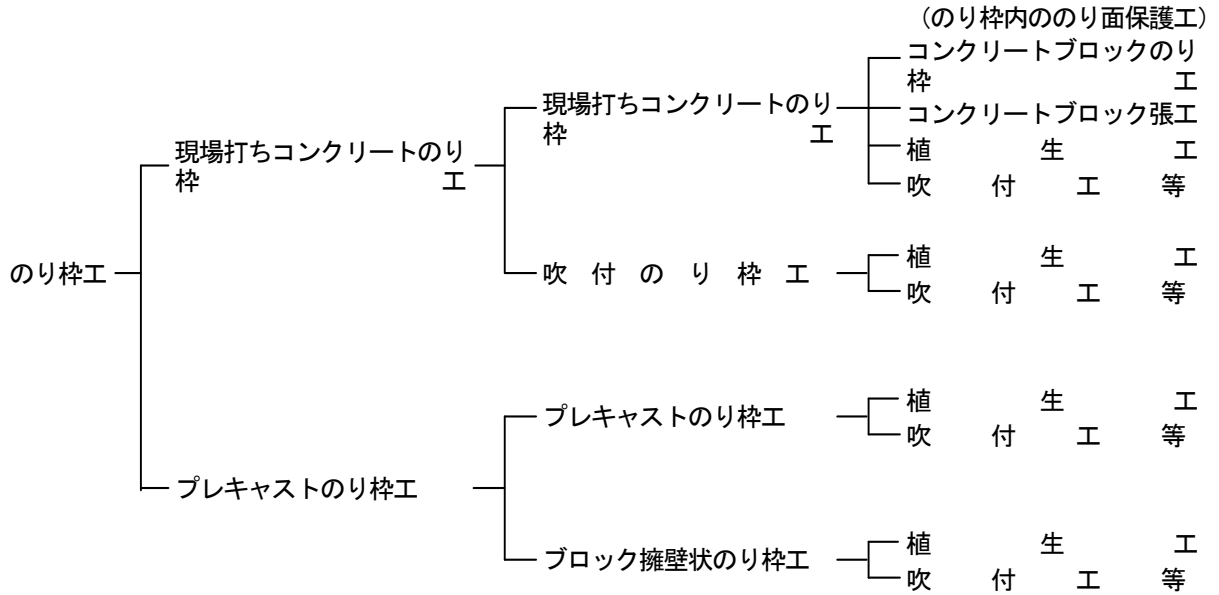 （のり枠内ののり面保護工）
コンクリートブロックのり
枠工
現場打ちコンクリートのり
枠工
コンクリートブロック張工
現場打ちコンクリートのり
枠工
植生工
吹付工等
のり枠工
吹付のり枠工
植生工
吹付工等
プレキャストのり枠工
植生工
吹付工等
プレキャストのり枠工
ブロック擁壁状のり枠工
植生工
吹付工等